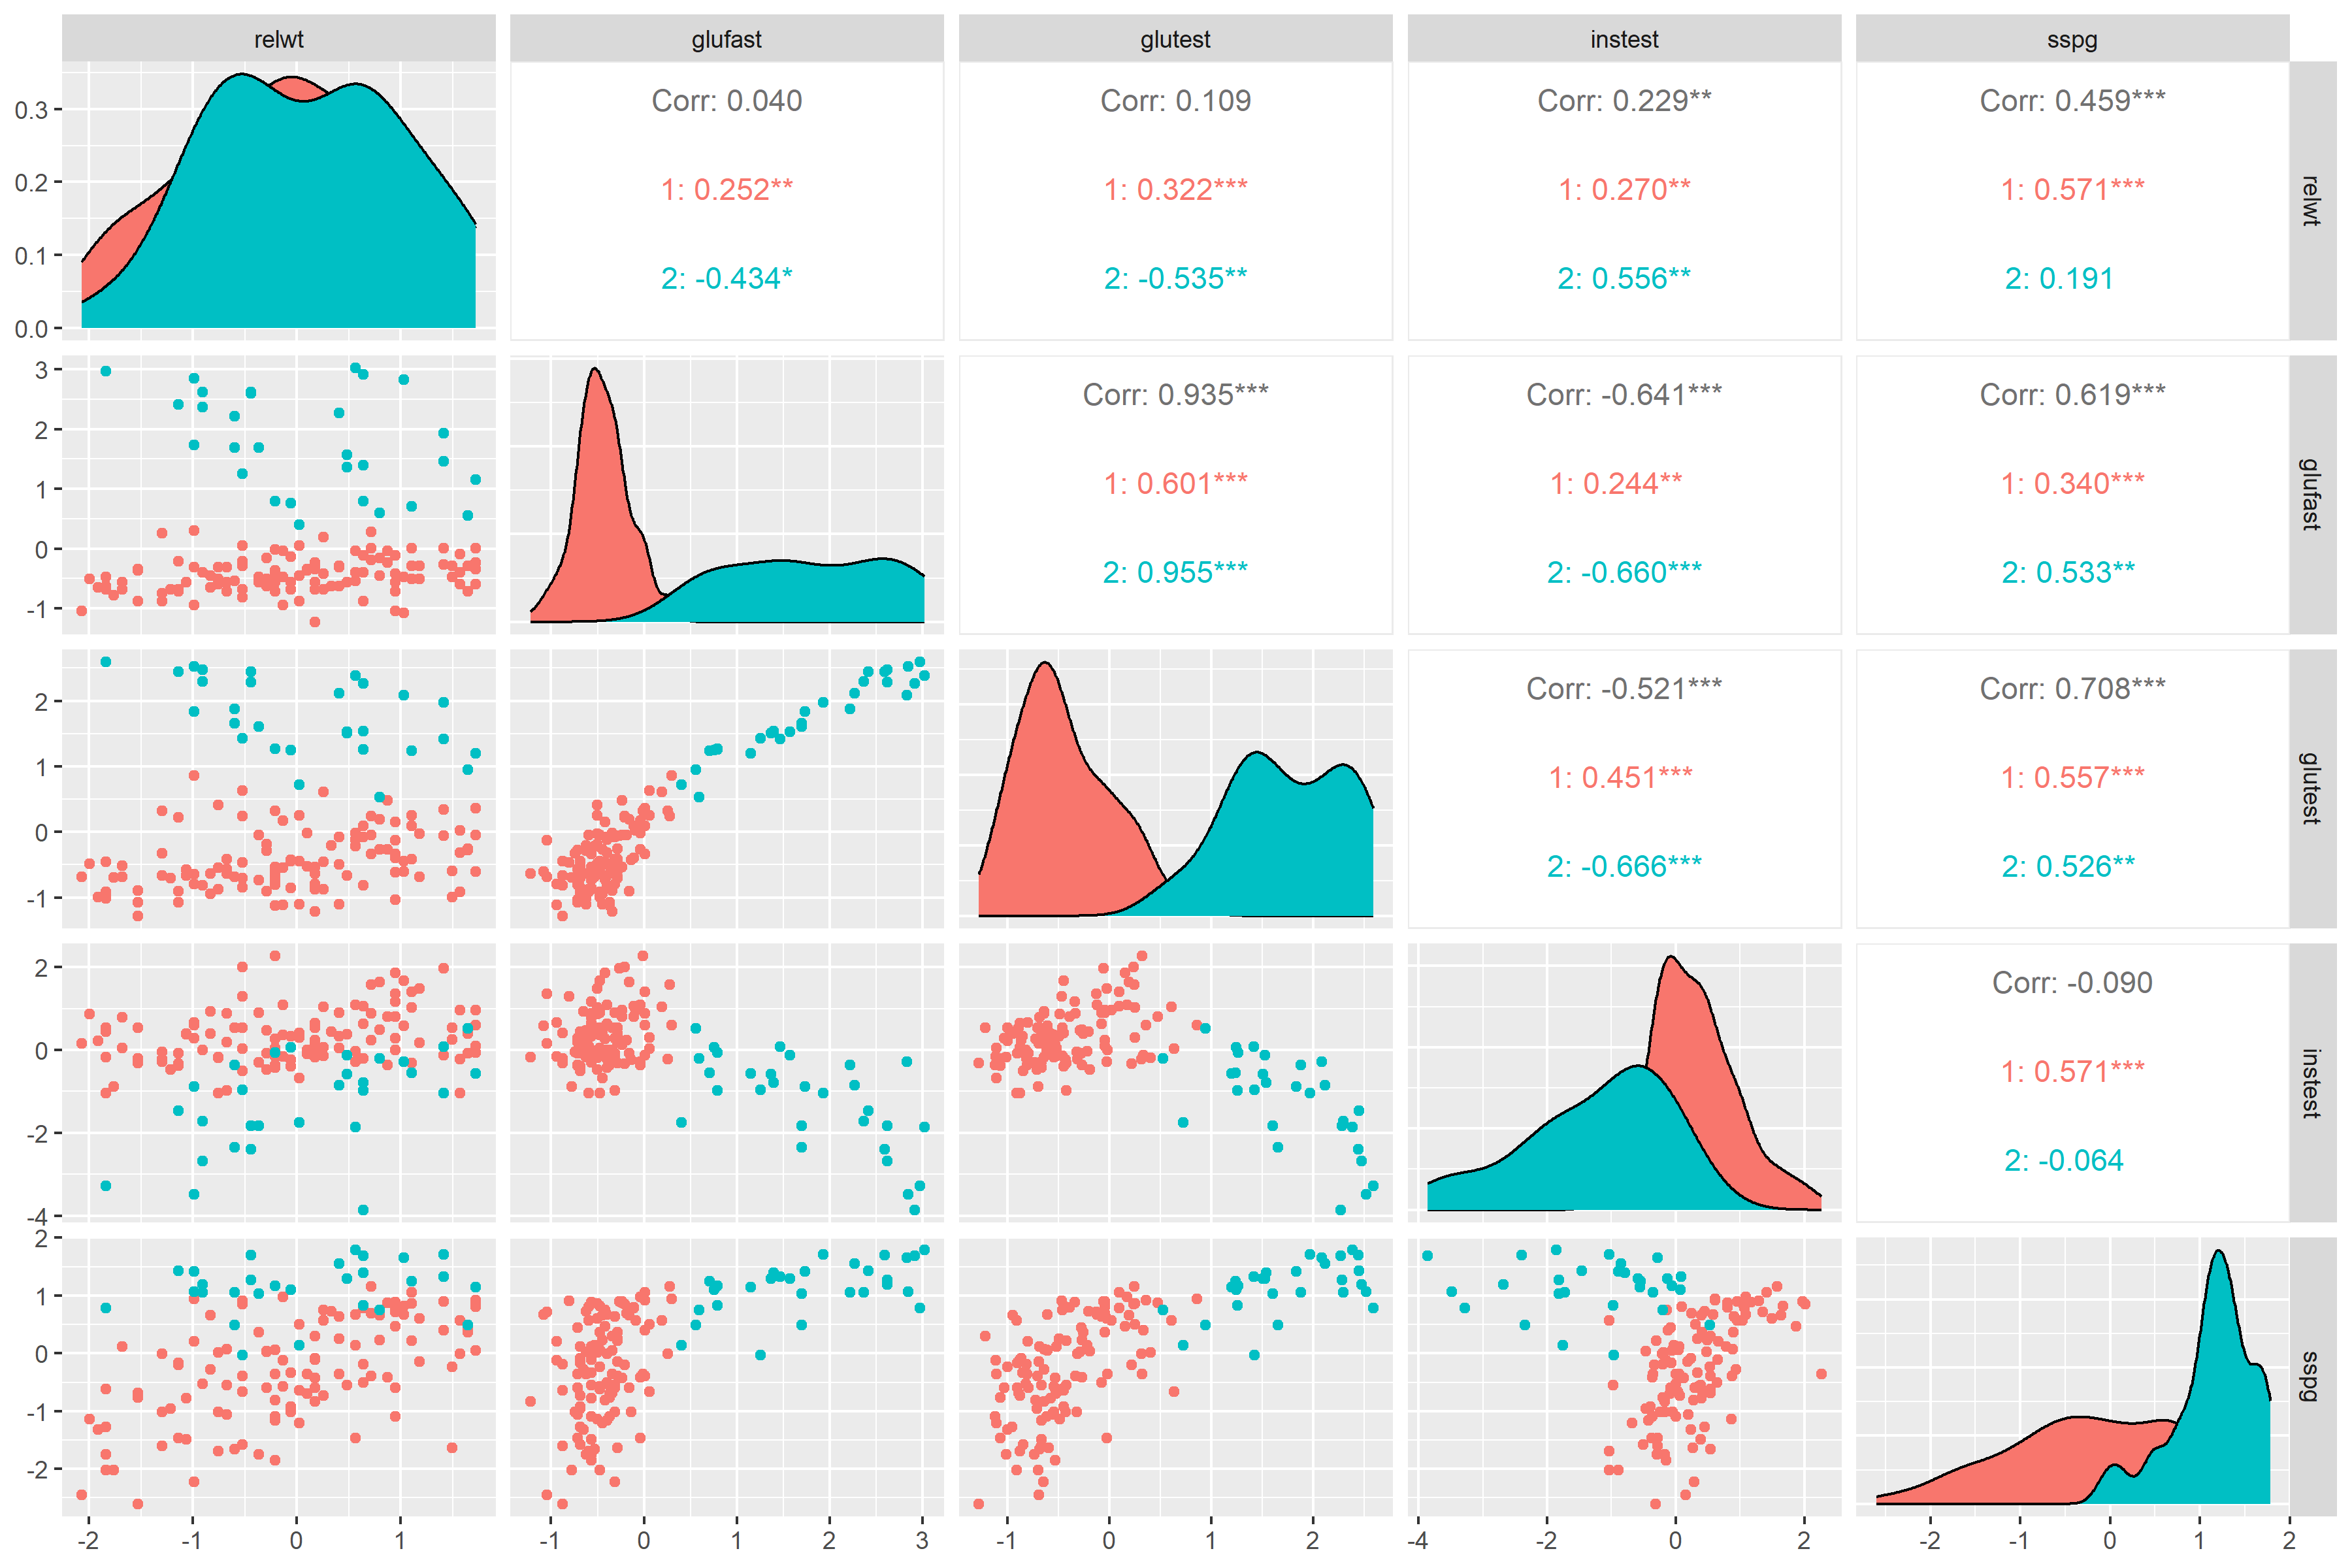 relwt glufast glutest instest sspg
0.3
0.2
0.1
0.0
Corr: 0.040
1: 0.252**
2: -0.434*
Corr: 0.109
1: 0.322***
2: -0.535**
Corr: 0.229**
1: 0.270**
2: 0.556**
Corr: 0.459***
1: 0.571***
2: 0.191
relwt
3
2
1
0
-1
Corr: 0.935***
1: 0.601***
2: 0.955***
Corr: -0.641***
1: 0.244**
2: -0.660***
Corr: 0.619***
1: 0.340***
2: 0.533**
glufast
2
1
0
-1
Corr: -0.521***
1: 0.451***
2: -0.666***
Corr: 0.708***
1: 0.557***
2: 0.526**
glutest
2
0
-2
-4
Corr: -0.090
1: 0.571***
2: -0.064
instest
2
1
0
-1
-2
sspg
-2 -1 0 1
-1 0 1 2 3
-1 0 1 2
-4 -2 0 2
-2 -1 0 1 2